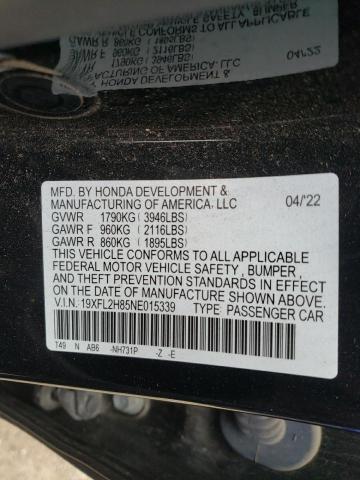 MFD. BY HONDA DEVELOPMENT &
MANUFACTURING OF AMERICA, LLC 04/22
GVWR 1790KG (3946LBS)
GAWR F 960KG (2116LBS)
GAWR R 860KG (1895LBS)
THIS VEHICLE CONFORMS TO ALL APPLICABLE
FEDERAL MOTOR VEHICLE SAFETY, BUMPER,
AND THEFT PREVENTION STANDARDS IN EFFECT
ON THE DATE OF MANUFACTURE SHOWN ABOVE.
V.I.N. 19XFL2H85NE015339 TYPE: PASSENGER CAR
T49 N AB6 -NH731P -Z -E